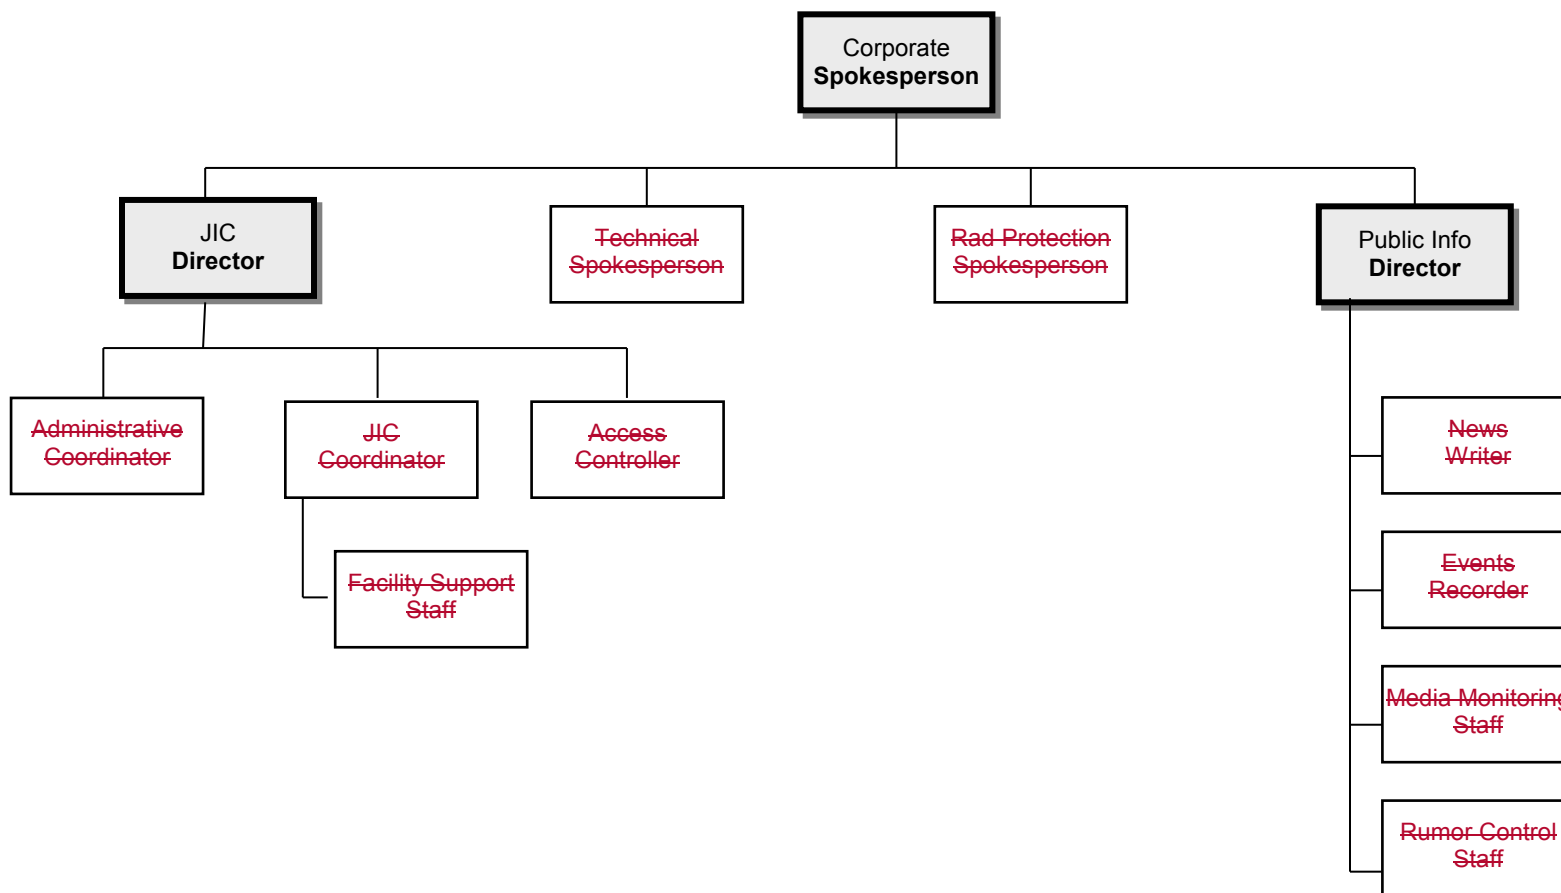 Corporate
Spokesperson
JIC
Director
Technical
Spokesperson
Rad Protection
Spokesperson
Public Info
Director
Administrative
Coordinator
JIC
Coordinator
Access
Controller
News
Writer
Facility Support
Staff
Events
Recorder
Media Monitoring
Staff
Rumor Control
Staff